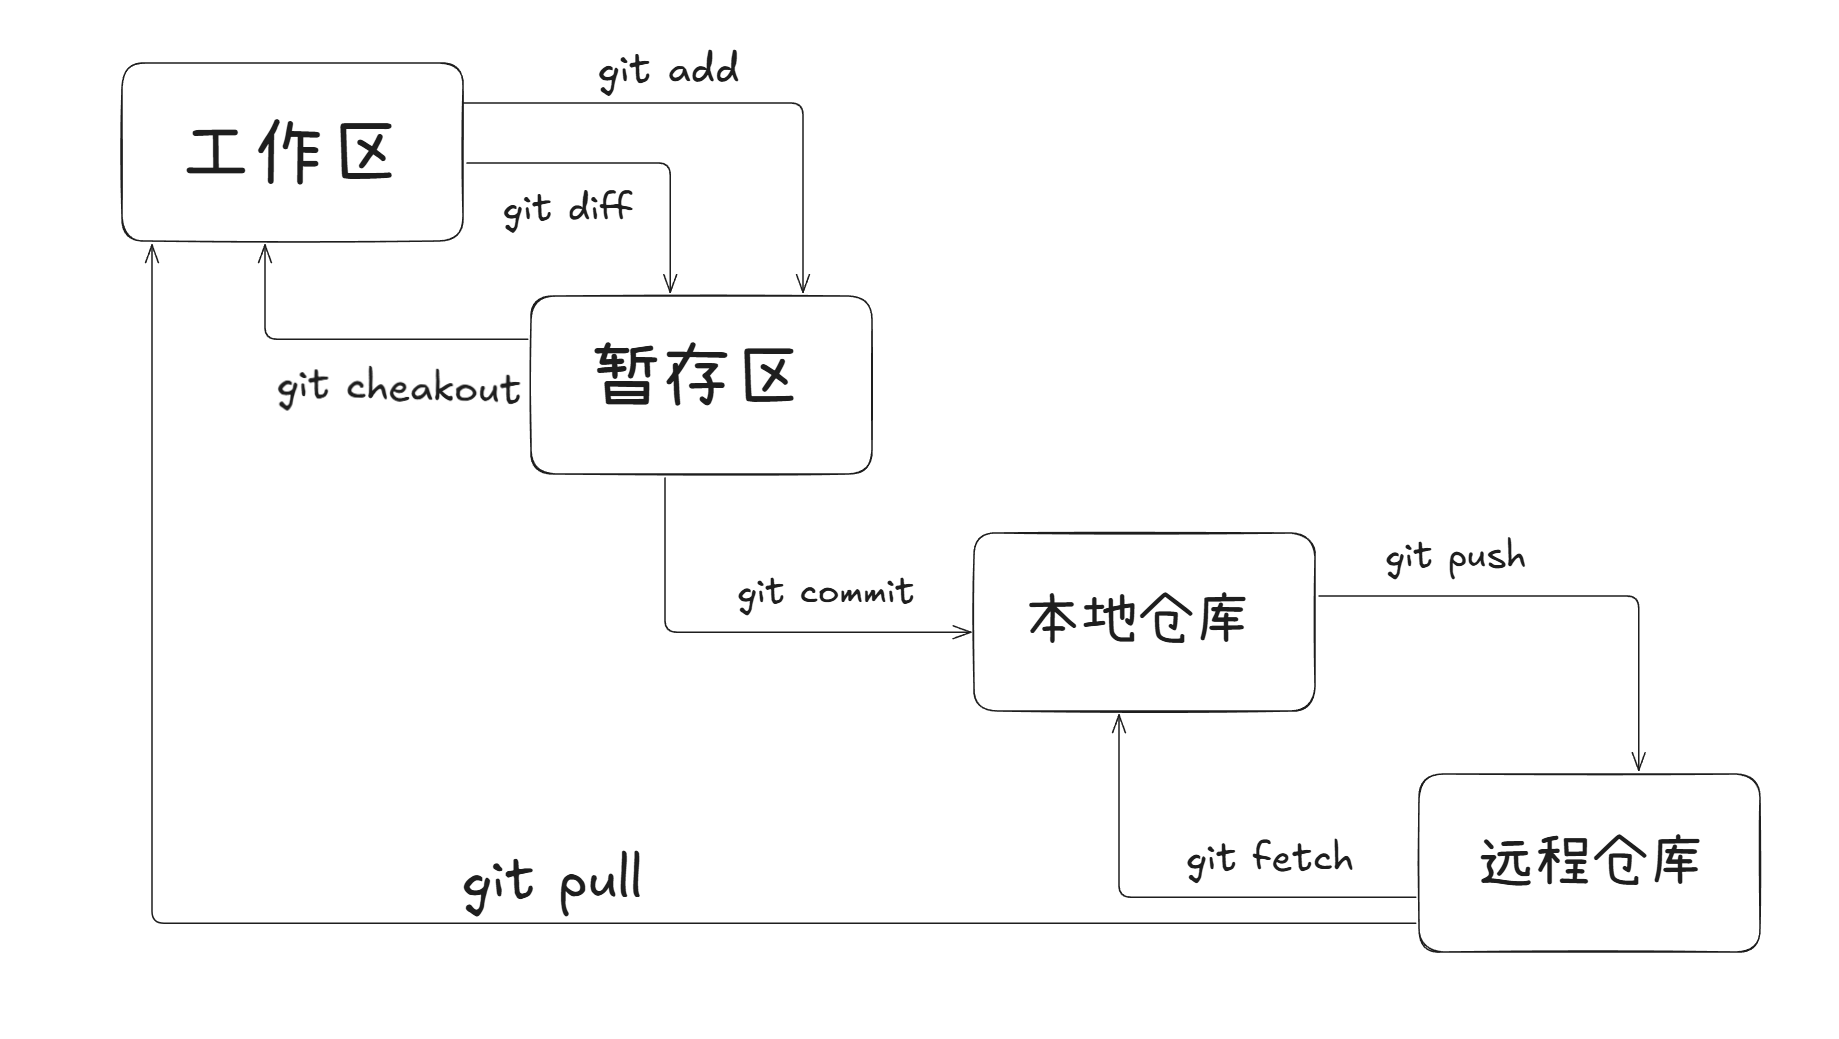 git add
工作区
git diff
暂存区
git cheakout
git push
git commit
本地仓库
git fetch
远程仓库
git pull